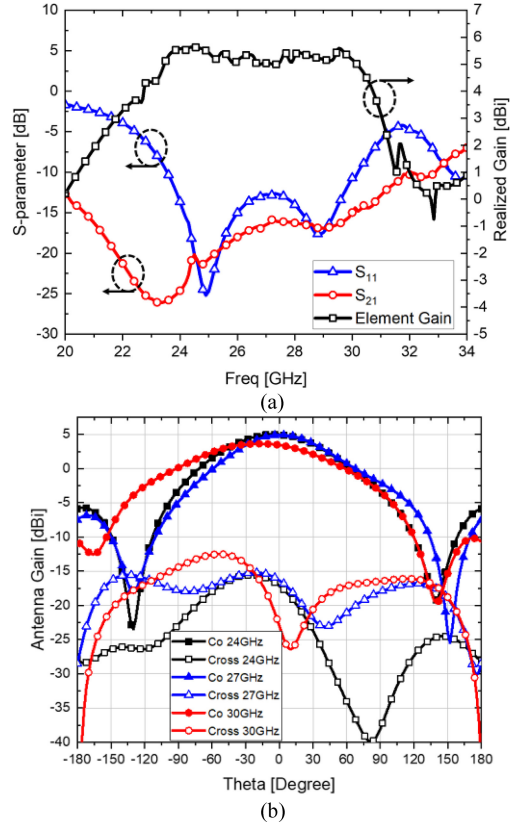 10
5
0
-5
-10
-15
-20
-25
-30
S-parameter [dB]
7
6
5
4
3
2
1
0
-1
-2
-3
-4
-5
Realized Gain [dBi]
S11
S21
Element Gain
20 22 24 26 28 30 32 34
Freq [GHz]
(a)
5
0
-5
-10
-15
-20
-25
-30
-35
-40
Antenna Gain [dBi]
Co 24GHz
Cross 24GHz
Co 27GHz
Cross 27GHz
Co 30GHz
Cross 30GHz
-180 -150 -120 -90 -60 -30 0 30 60 90 120 150 180
Theta [Degree]
(b)